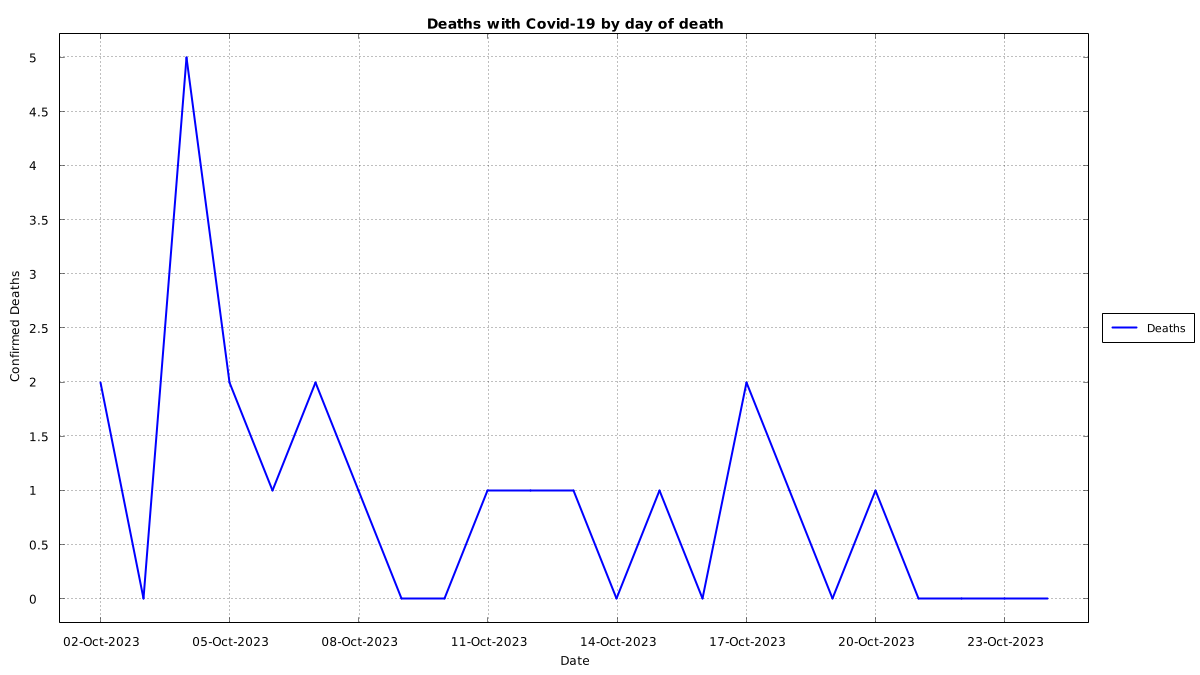 Deaths with Covid-19 by day of death
5
4.5
4
3.5
3
2.5
2
1.5
1
0.5
0
Confirmed Deaths
Deaths
02-Oct-2023 05-Oct-2023 08-Oct-2023 11-Oct-2023 14-Oct-2023 17-Oct-2023 20-Oct-2023 23-Oct-2023
Date